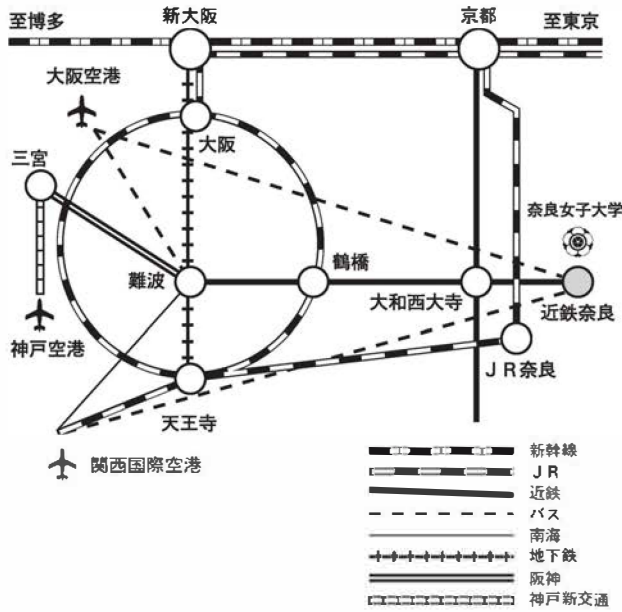 至博多
新大阪
京都
至東京
大阪空港
大阪
三宮
奈良女子大学
難波
鶴橋
大和西大寺
近鉄奈良
神戸空港
JR奈良
天王寺
関西国際空港
新幹線
JR
近鉄
バス
南海
地下鉄
阪神
神戸新交通